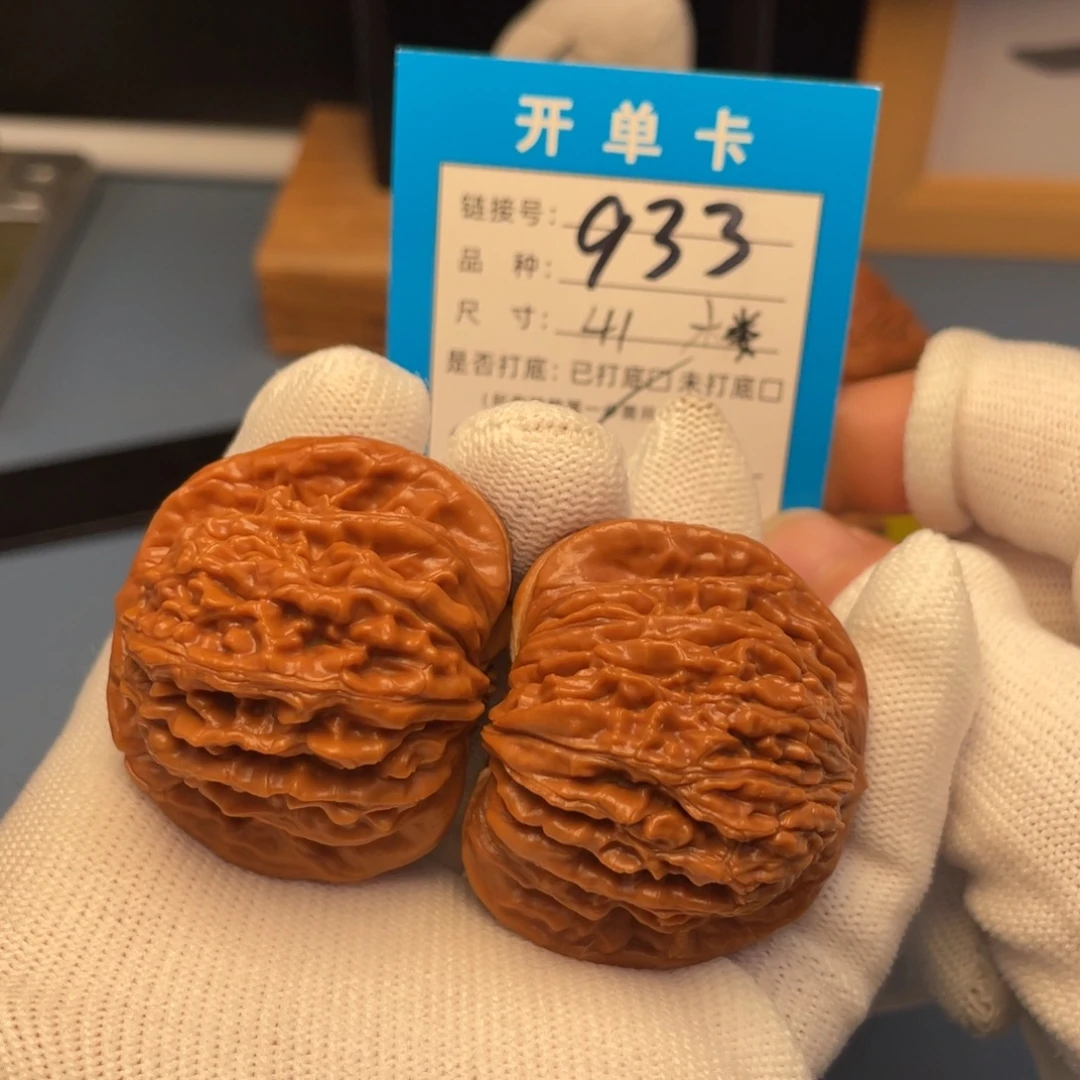 开单卡
链接号: 933
品 种:
尺 寸: 41
是否打底: 已打底□ 未打底□